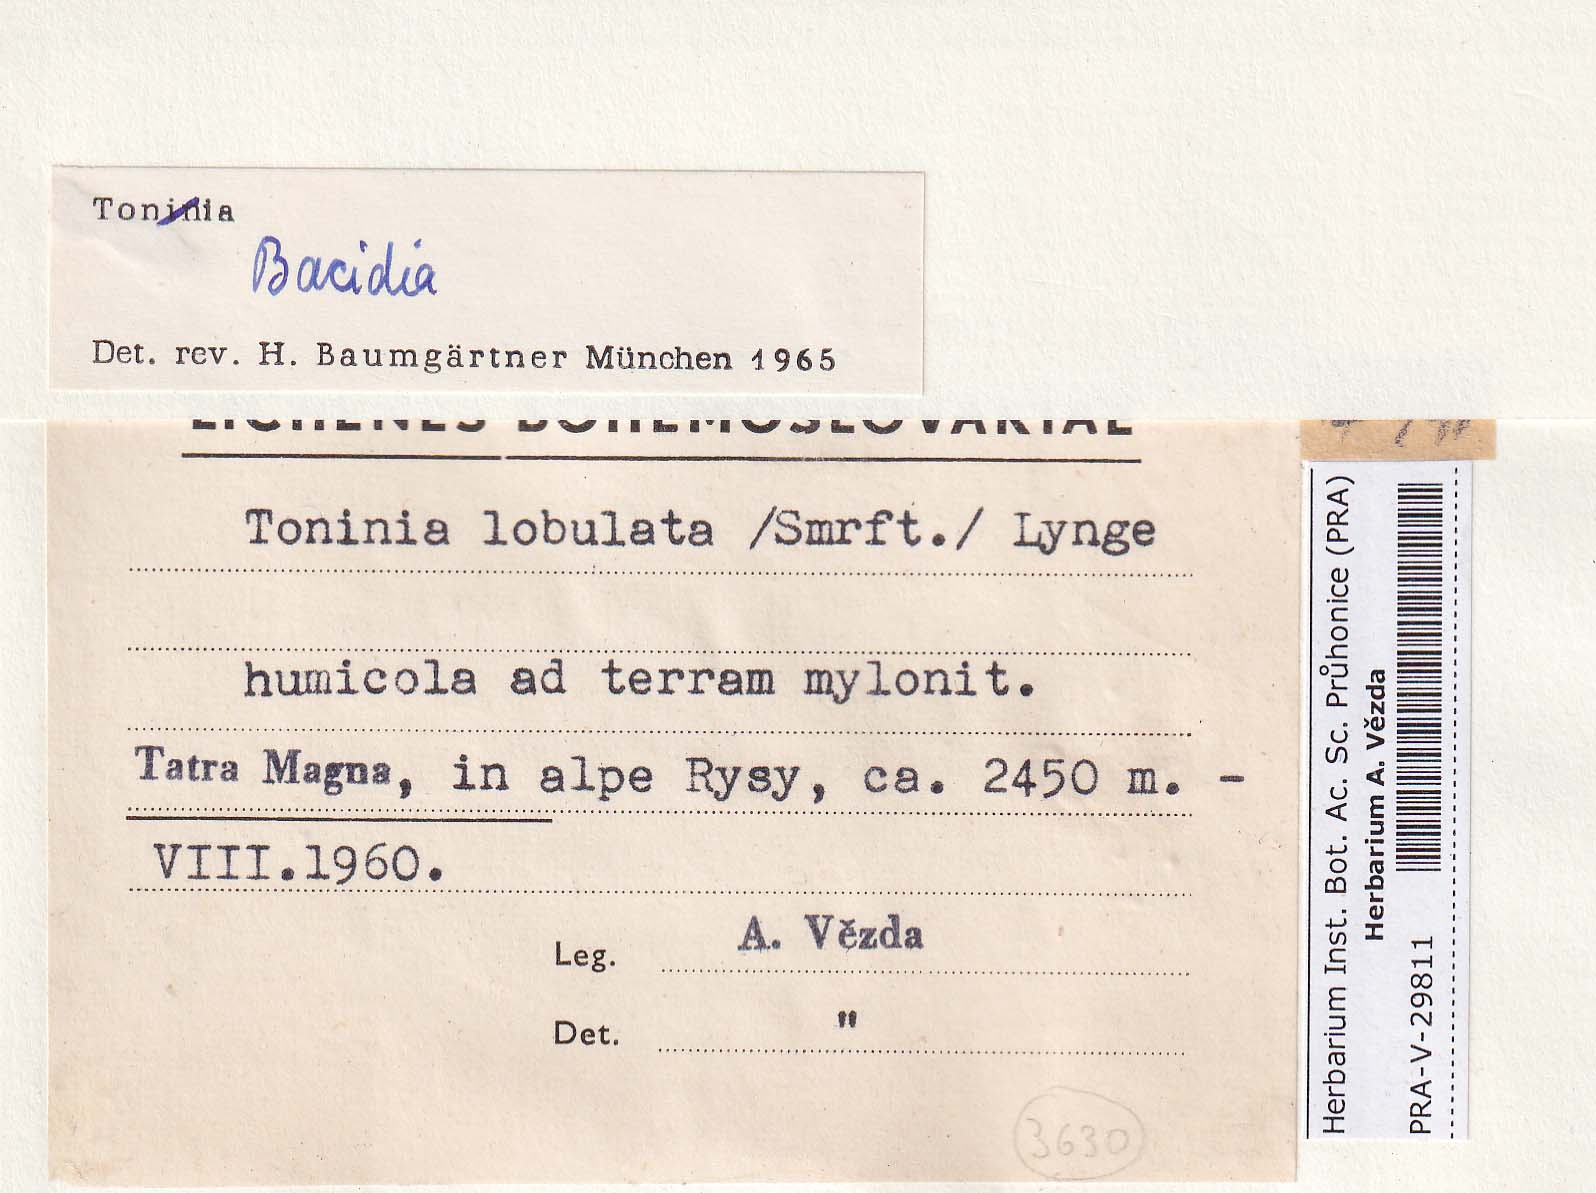 Toninia
Bacidia
Det. rev. H. Baumgärtner München 1965
LICHENES BOHEMOSLOVAKIAE
Toninia lobulata /Smrft./ Lynge
humicola ad terram mylonit.
Tatra Magna, in alpe Rysy, ca. 2450 m. -
VIII.1960.
Leg. A. Vězda
Det. "
3630
Herbarium Inst. Bot. Ac. Sc. Průhonice (PRA)
Herbarium A. Vězda
PRA-V-29811